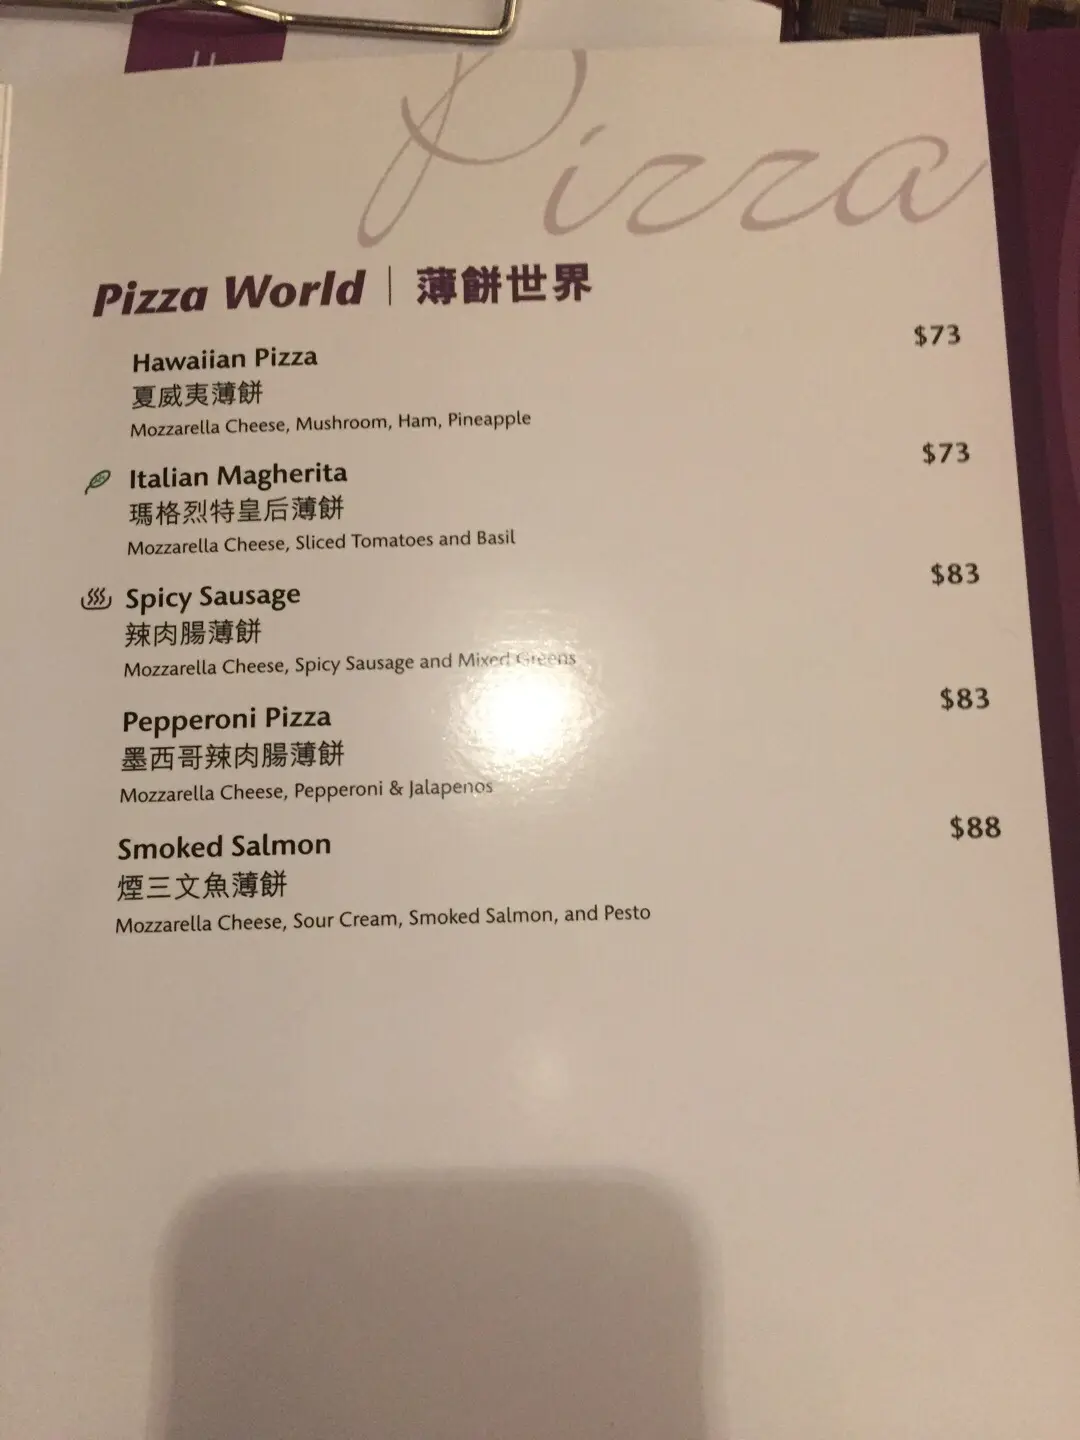 Pizza
Pizza World | 薄餅世界
Hawaiian Pizza $73
夏威夷薄餅
Mozzarella Cheese, Mushroom, Ham, Pineapple
Italian Magherita $73
瑪格烈特皇后薄餅
Mozzarella Cheese, Sliced Tomatoes and Basil
Spicy Sausage $83
辣肉腸薄餅
Mozzarella Cheese, Spicy Sausage and Mixed Greens
Pepperoni Pizza $83
墨西哥辣肉腸薄餅
Mozzarella Cheese, Pepperoni & Jalapenos
Smoked Salmon $88
煙三文魚薄餅
Mozzarella Cheese, Sour Cream, Smoked Salmon, and Pesto